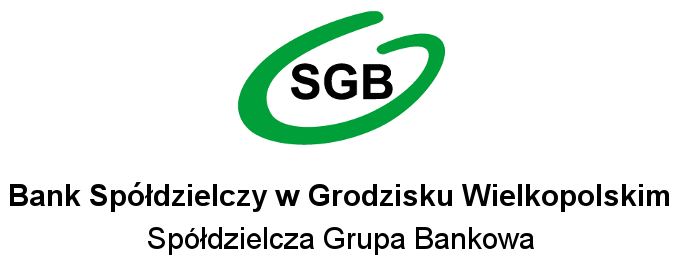 SGB
Bank Spółdzielczy w Grodzisku Wielkopolskim
Spółdzielcza Grupa Bankowa